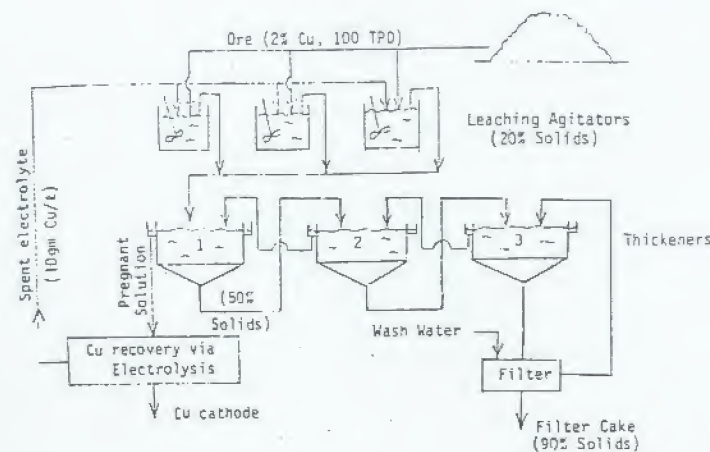 Ore (2% Cu, 100 TPD)
Leaching Agitators
(20% Solids)
Spent electrolyte
(10gm Cu/ℓ)
1
2
3
Thickeners
Pregnant
Solution
(50%
Solids)
Wash Water
Cu recovery via
Electrolysis
Filter
Cu cathode
Filter Cake
(90% Solids)